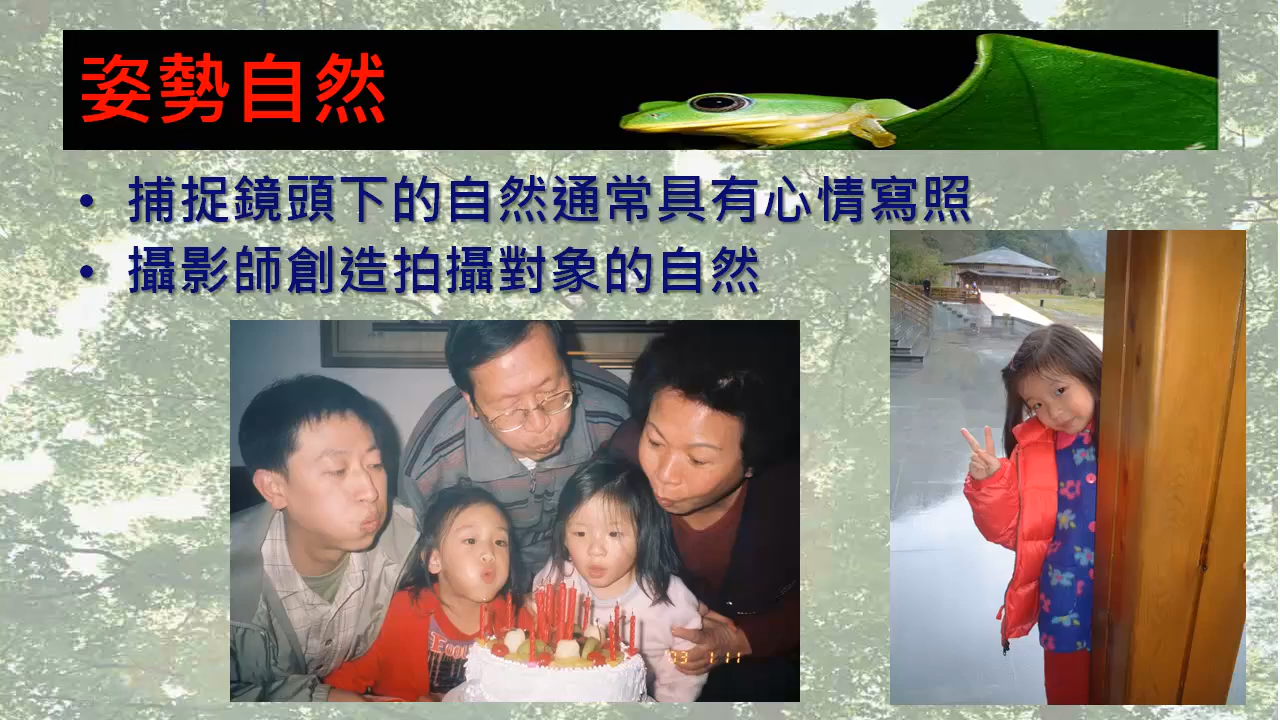 姿勢自然
• 捕捉鏡頭下的自然通常具有心情寫照
• 攝影師創造拍攝對象的自然
'03 1 11